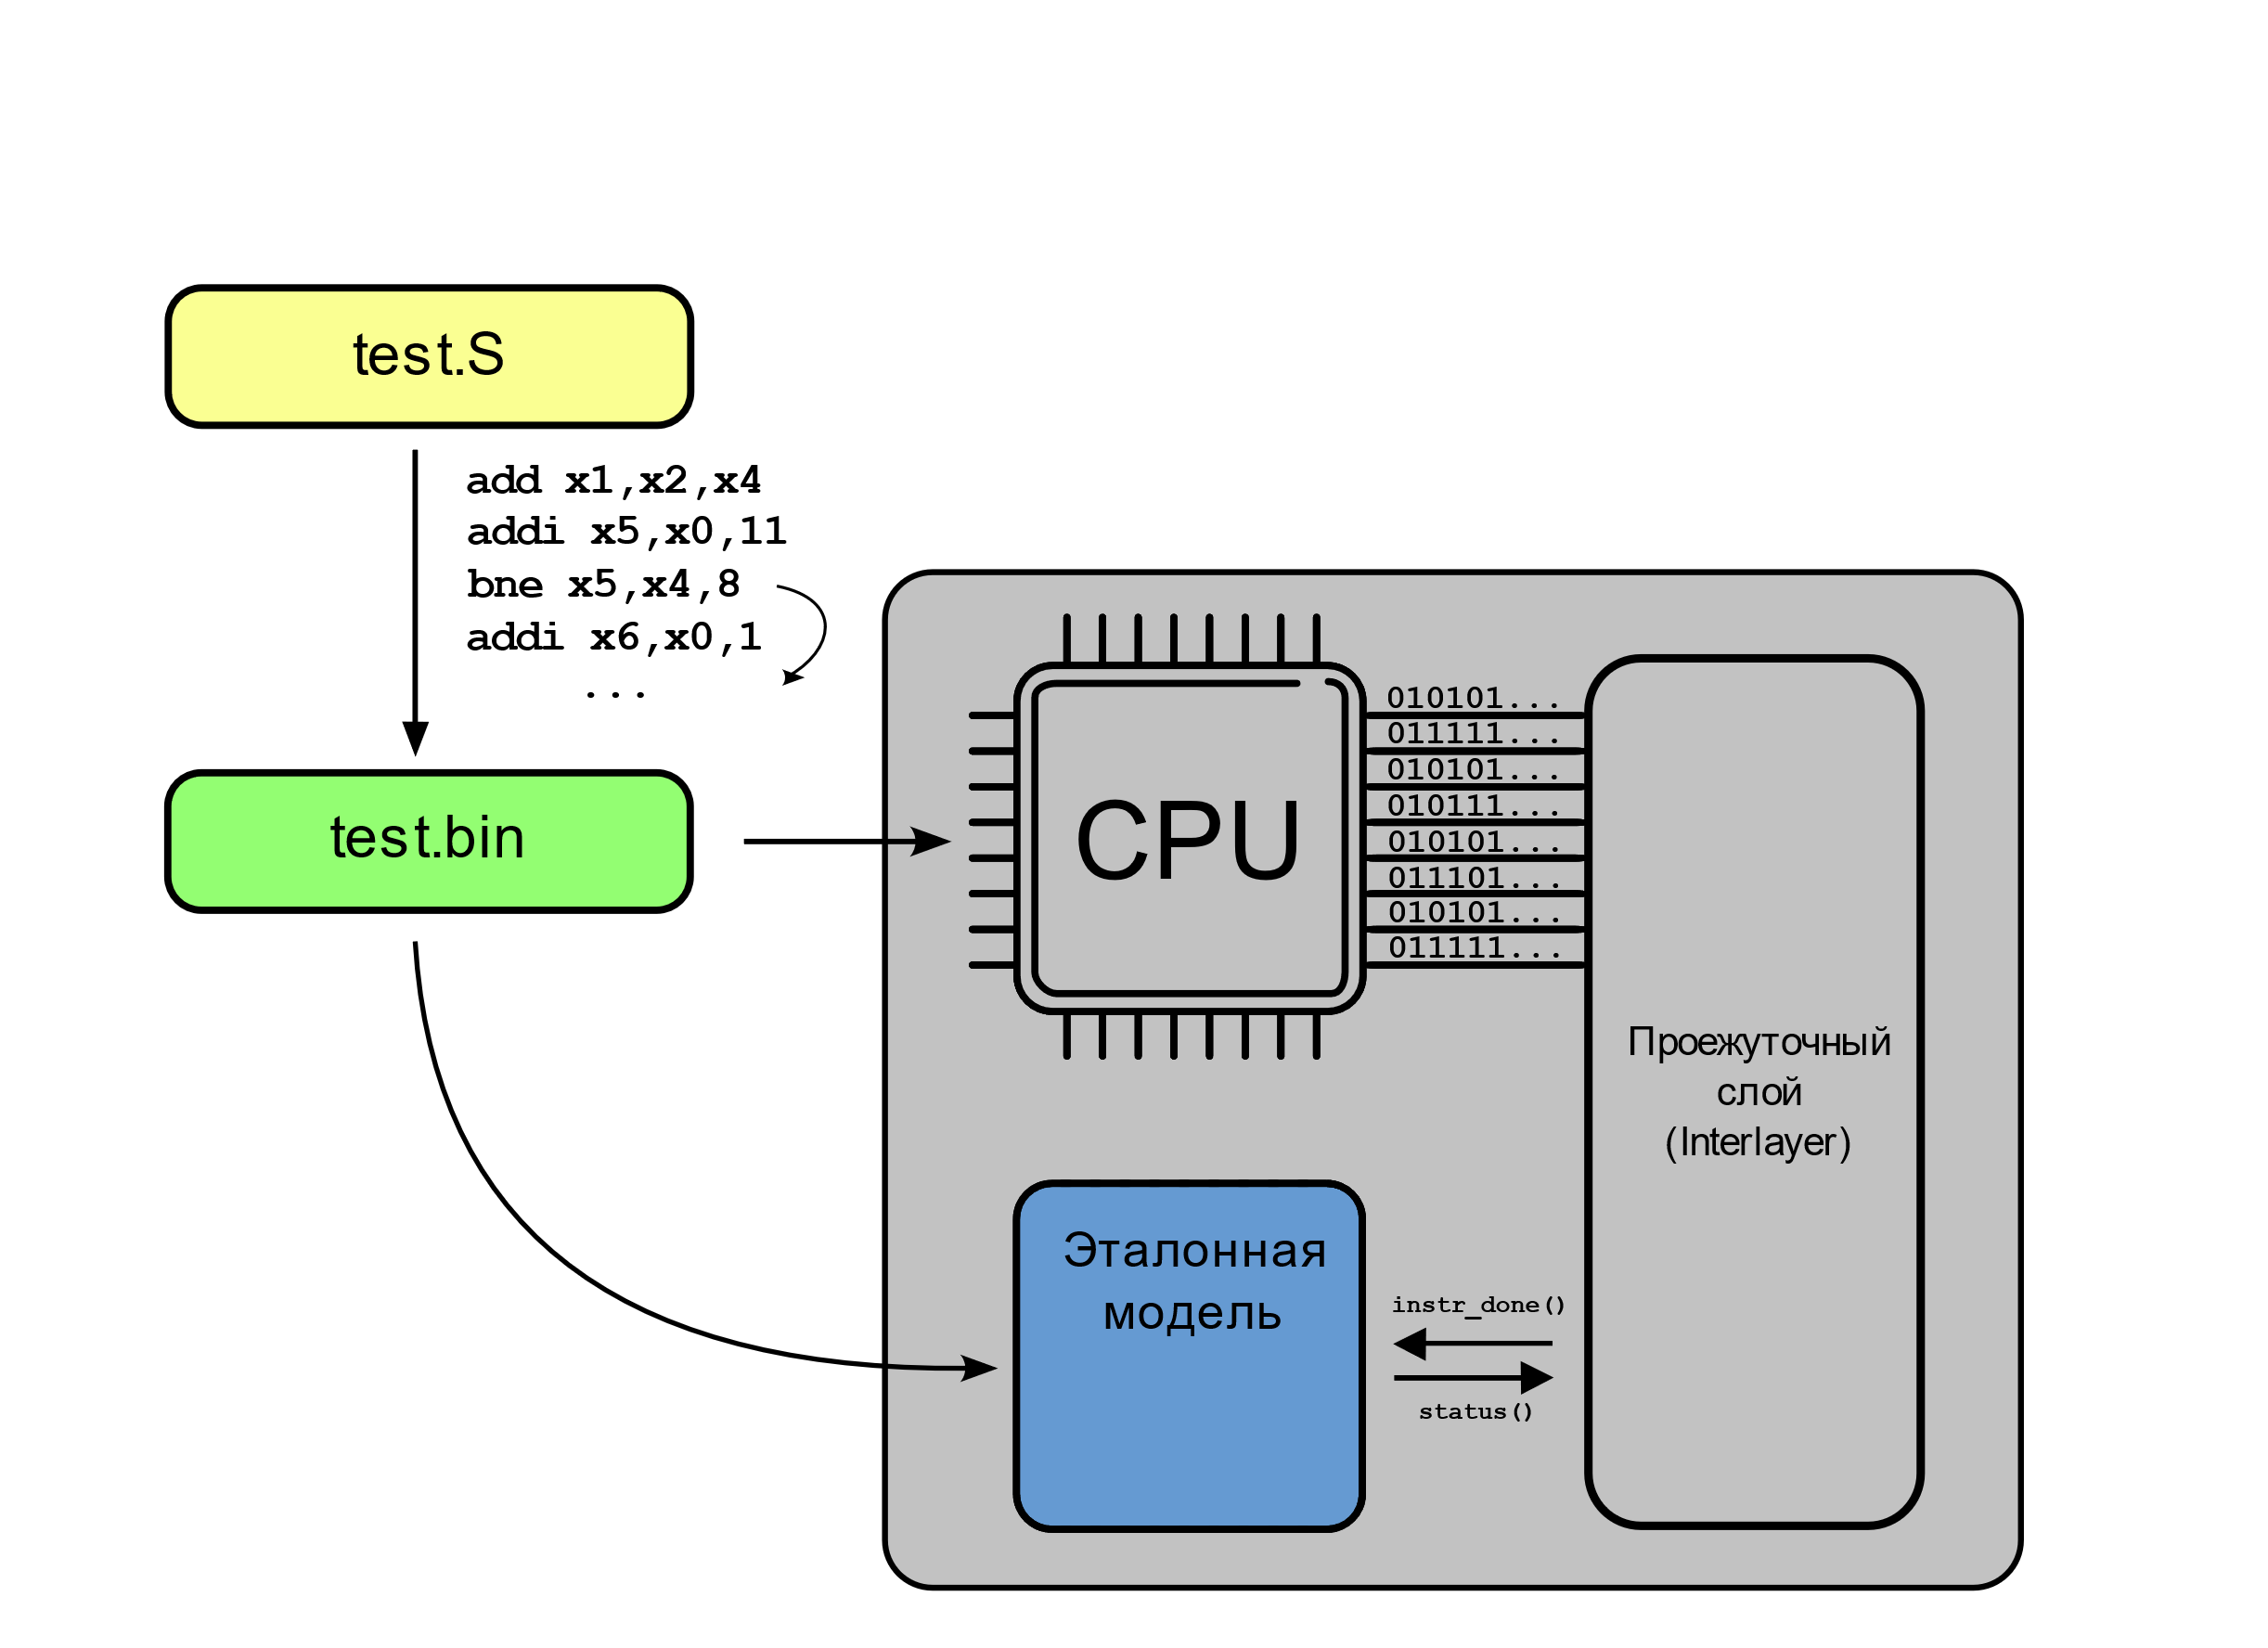 test.S
add x1,x2,x4
addi x5,x0,11
bne x5,x4,8
addi x6,x0,1
...
test.bin
CPU
010101...
011111...
010101...
010111...
010101...
011101...
010101...
011111...
Проежуточный
слой
(Interlayer)
Эталонная
модель
instr_done()
status()